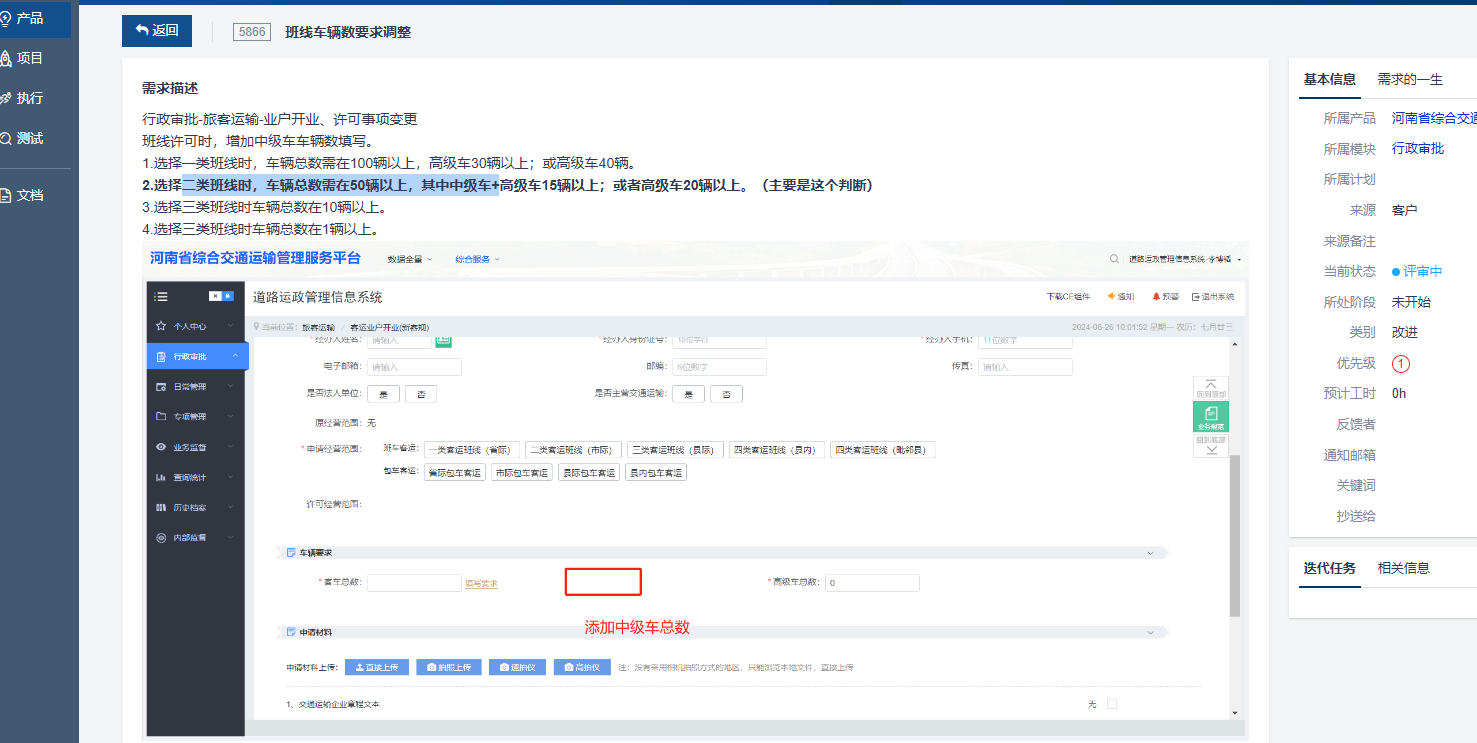 产品
项目
执行
测试
文档
返回
5866
班线车辆数要求调整
需求描述
行政审批-旅客运输-业户开业、许可事项变更
班线许可时，增加中级车车辆数填写。
1.选择一类班线时，车辆总数需在100辆以上，高级车30辆以上；或高级车40辆。
2.选择二类班线时，车辆总数需在50辆以上，其中中级车+高级车15辆以上；或者高级车20辆以上。（主要是这个判断）
3.选择三类班线时车辆总数在10辆以上。
4.选择三类班线时车辆总数在1辆以上。
河南省综合交通运输管理服务平台
数据全景
综合服务
道路运政管理信息系统-李博韬
道路运政管理信息系统
下载CE组件
通知
预警
退出系统
当前位置：旅客运输 / 客运业户开业(新客规)
2024-08-26 10:01:52 星期一 农历：七月廿三
个人中心
行政审批
日常管理
专项管理
业务监督
查询统计
历史档案
内部监督
*经办人姓名： 请输入
*经办人身份证号： 18位字符
*经办人手机： 11位数字
电子邮箱： 请输入
邮编： 6位数字
传真： 请输入
是否法人单位： 是 否
是否主营交通运输： 是 否
原经营范围： 无
*申请经营范围：
班车客运： 一类客运班线（省际） 二类客运班线（市际） 三类客运班线（县际） 四类客运班线（县内） 四类客运班线（毗邻县）
包车客运： 省际包车客运 市际包车客运 县际包车客运 县内包车客运
许可经营范围：
回到顶部
业务规范
回到底部
车辆要求
*客车总数： 填写要求
*高级车总数： 0
添加中级车总数
申请材料
申请材料上传： 直接上传 拍照上传 速拍仪 高拍仪 注：没有采用相机拍照方式的地区，只能浏览本地文件，直接上传
1、交通运输企业章程文本
无
基本信息
需求的一生
所属产品 河南省综合交通
所属模块 行政审批
所属计划
来源 客户
来源备注
当前状态 评审中
所处阶段 未开始
类别 改进
优先级 1
预计工时 0h
反馈者
通知邮箱
关键词
抄送给
迭代任务
相关信息